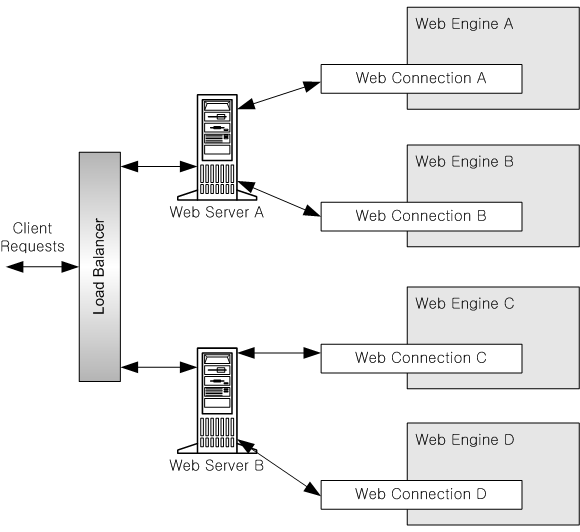 Client
Requests
Load Balancer
Web Server A
Web Server B
Web Engine A
Web Connection A
Web Engine B
Web Connection B
Web Engine C
Web Connection C
Web Engine D
Web Connection D